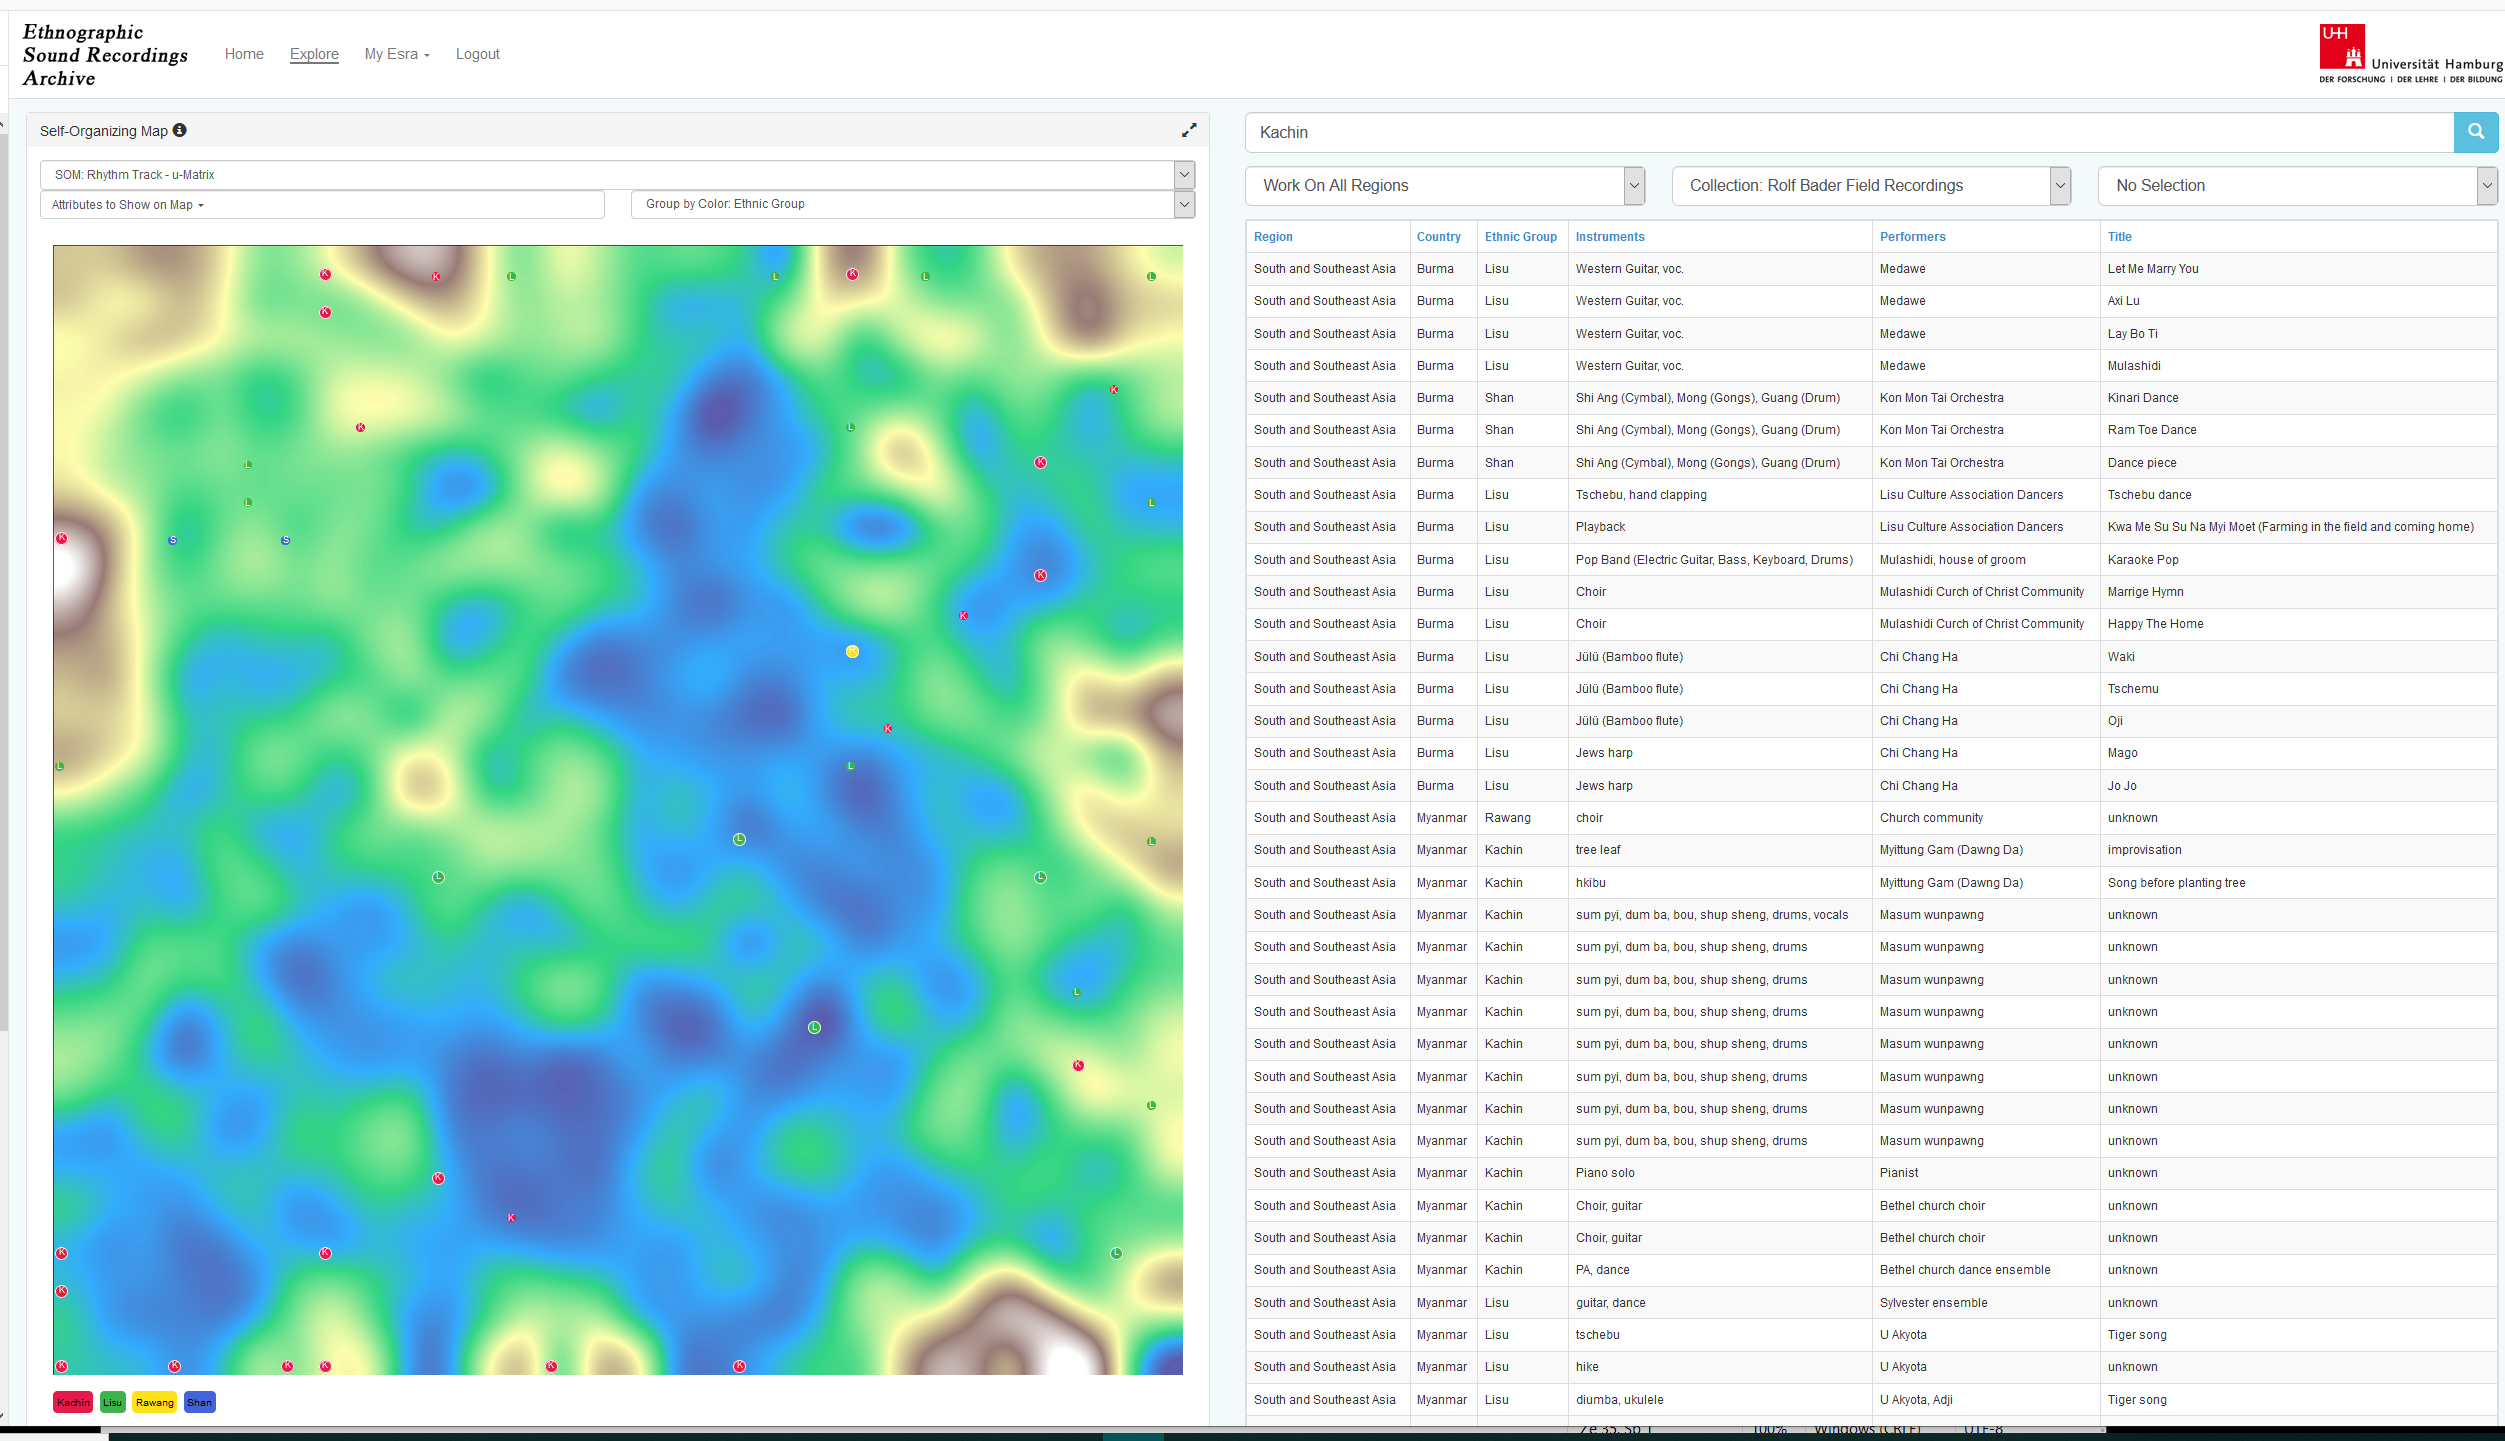 Ethnographic
Sound Recordings
Archive
Home Explore My Esra Logout
UHH
Universität Hamburg
DER FORSCHUNG | DER LEHRE | DER BILDUNG
Self-Organizing Map
SOM: Rhythm Track - u-Matrix
Attributes to Show on Map
Group by Color: Ethnic Group
Kachin Lisu Rawang Shan
Kachin
Work On All Regions
Collection: Rolf Bader Field Recordings
No Selection
Region Country Ethnic Group Instruments Performers Title
South and Southeast Asia Burma Lisu Western Guitar, voc. Medawe Let Me Marry You
South and Southeast Asia Burma Lisu Western Guitar, voc. Medawe Axi Lu
South and Southeast Asia Burma Lisu Western Guitar, voc. Medawe Lay Bo Ti
South and Southeast Asia Burma Lisu Western Guitar, voc. Medawe Mulashidi
South and Southeast Asia Burma Shan Shi Ang (Cymbal), Mong (Gongs), Guang (Drum) Kon Mon Tai Orchestra Kinari Dance
South and Southeast Asia Burma Shan Shi Ang (Cymbal), Mong (Gongs), Guang (Drum) Kon Mon Tai Orchestra Ram Toe Dance
South and Southeast Asia Burma Shan Shi Ang (Cymbal), Mong (Gongs), Guang (Drum) Kon Mon Tai Orchestra Dance piece
South and Southeast Asia Burma Lisu Tschebu, hand clapping Lisu Culture Association Dancers Tschebu dance
South and Southeast Asia Burma Lisu Playback Lisu Culture Association Dancers Kwa Me Su Su Na Myi Moet (Farming in the field and coming home)
South and Southeast Asia Burma Lisu Pop Band (Electric Guitar, Bass, Keyboard, Drums) Mulashidi, house of groom Karaoke Pop
South and Southeast Asia Burma Lisu Choir Mulashidi Curch of Christ Community Marrige Hymn
South and Southeast Asia Burma Lisu Choir Mulashidi Curch of Christ Community Happy The Home
South and Southeast Asia Burma Lisu Jülü (Bamboo flute) Chi Chang Ha Waki
South and Southeast Asia Burma Lisu Jülü (Bamboo flute) Chi Chang Ha Tschemu
South and Southeast Asia Burma Lisu Jülü (Bamboo flute) Chi Chang Ha Oji
South and Southeast Asia Burma Lisu Jews harp Chi Chang Ha Mago
South and Southeast Asia Burma Lisu Jews harp Chi Chang Ha Jo Jo
South and Southeast Asia Myanmar Rawang choir Church community unknown
South and Southeast Asia Myanmar Kachin tree leaf Myittung Gam (Dawng Da) improvisation
South and Southeast Asia Myanmar Kachin hkibu Myittung Gam (Dawng Da) Song before planting tree
South and Southeast Asia Myanmar Kachin sum pyi, dum ba, bou, shup sheng, drums, vocals Masum wunpawng unknown
South and Southeast Asia Myanmar Kachin sum pyi, dum ba, bou, shup sheng, drums Masum wunpawng unknown
South and Southeast Asia Myanmar Kachin sum pyi, dum ba, bou, shup sheng, drums Masum wunpawng unknown
South and Southeast Asia Myanmar Kachin sum pyi, dum ba, bou, shup sheng, drums Masum wunpawng unknown
South and Southeast Asia Myanmar Kachin sum pyi, dum ba, bou, shup sheng, drums Masum wunpawng unknown
South and Southeast Asia Myanmar Kachin sum pyi, dum ba, bou, shup sheng, drums Masum wunpawng unknown
South and Southeast Asia Myanmar Kachin sum pyi, dum ba, bou, shup sheng, drums Masum wunpawng unknown
South and Southeast Asia Myanmar Kachin sum pyi, dum ba, bou, shup sheng, drums Masum wunpawng unknown
South and Southeast Asia Myanmar Kachin Piano solo Pianist unknown
South and Southeast Asia Myanmar Kachin Choir, guitar Bethel church choir unknown
South and Southeast Asia Myanmar Kachin Choir, guitar Bethel church choir unknown
South and Southeast Asia Myanmar Kachin PA, dance Bethel church dance ensemble unknown
South and Southeast Asia Myanmar Lisu guitar, dance Sylvester ensemble unknown
South and Southeast Asia Myanmar Lisu tschebu U Akyota Tiger song
South and Southeast Asia Myanmar Lisu hike U Akyota unknown
South and Southeast Asia Myanmar Lisu diumba, ukulele U Akyota, Adji Tiger song
100% Windows (CRLF) UTF-8